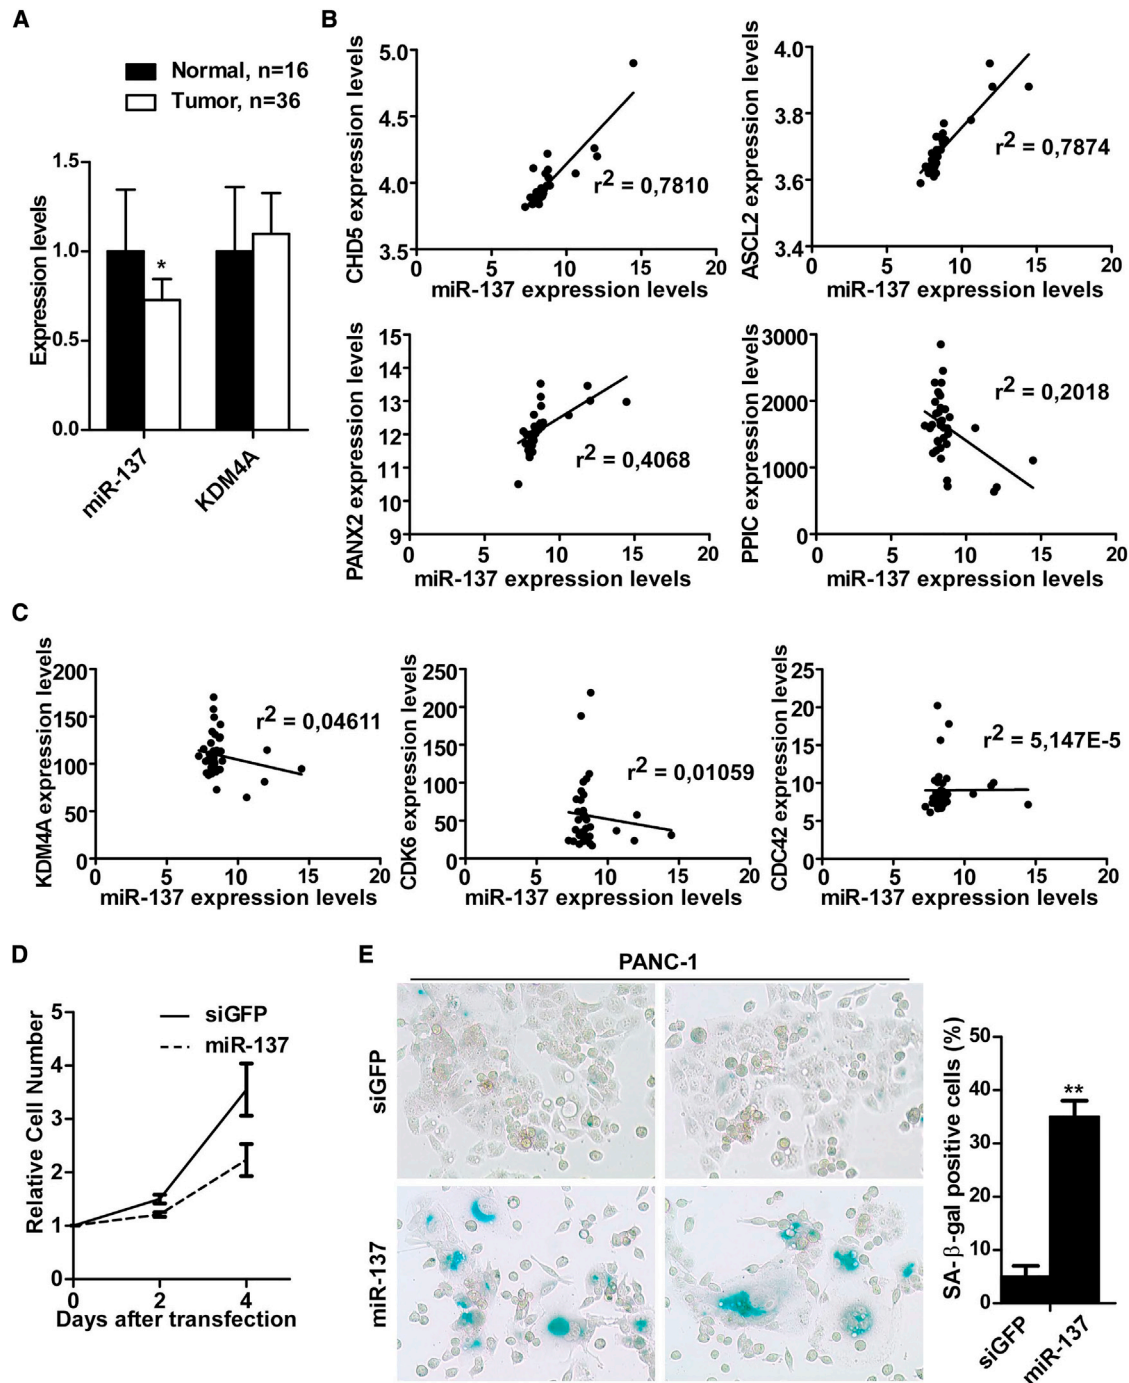 A
Normal, n=16
Tumor, n=36
Expression levels
1.5
1.0
0.5
0.0
*
miR-137
KDM4A
B
CHD5 expression levels
5.0
4.5
4.0
3.5
r2 = 0,7810
0 5 10 15 20
miR-137 expression levels
ASCL2 expression levels
4.0
3.8
3.6
3.4
r2 = 0,7874
0 5 10 15 20
miR-137 expression levels
PANX2 expression levels
15
14
13
12
11
10
9
r2 = 0,4068
0 5 10 15 20
miR-137 expression levels
PPIC expression levels
3000
2000
1000
0
r2 = 0,2018
0 5 10 15 20
miR-137 expression levels
C
KDM4A expression levels
200
150
100
50
0
r2 = 0,04611
0 5 10 15 20
miR-137 expression levels
CDK6 expression levels
250
200
150
100
50
0
r2 = 0,01059
0 5 10 15 20
miR-137 expression levels
CDC42 expression levels
25
20
15
10
5
0
r2 = 5,147E-5
0 5 10 15 20
miR-137 expression levels
D
Relative Cell Number
5
4
3
2
1
0
siGFP
miR-137
0 2 4
Days after transfection
E
PANC-1
siGFP
miR-137
SA-β-gal positive cells (%)
50
40
30
20
10
0
**
siGFP
miR-137